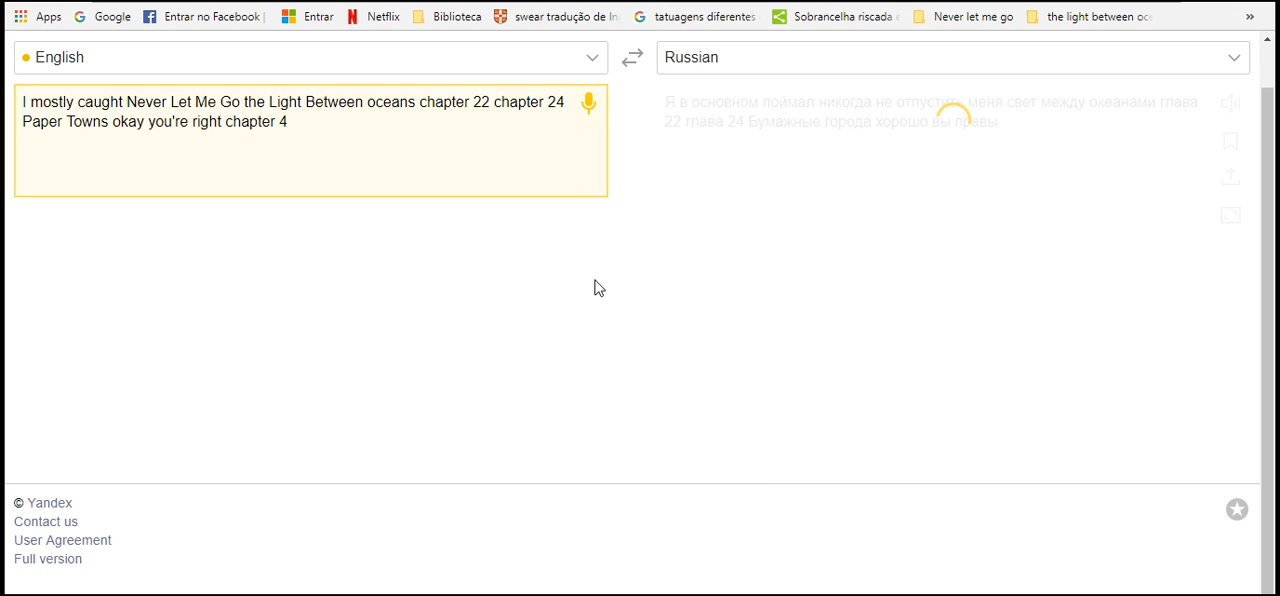 Apps Google Entrar no Facebook | Entrar Netflix Biblioteca swear tradução de In tatuagens diferentes Sobrancelha riscada Never let me go the light between oce »
English Russian
I mostly caught Never Let Me Go the Light Between oceans chapter 22 chapter 24
Paper Towns okay you're right chapter 4
Я в основном поймал никогда не отпустит, меня свет между океанами глава
22 глава 24 Бумажные города хорошо вы правы
© Yandex
Contact us
User Agreement
Full version